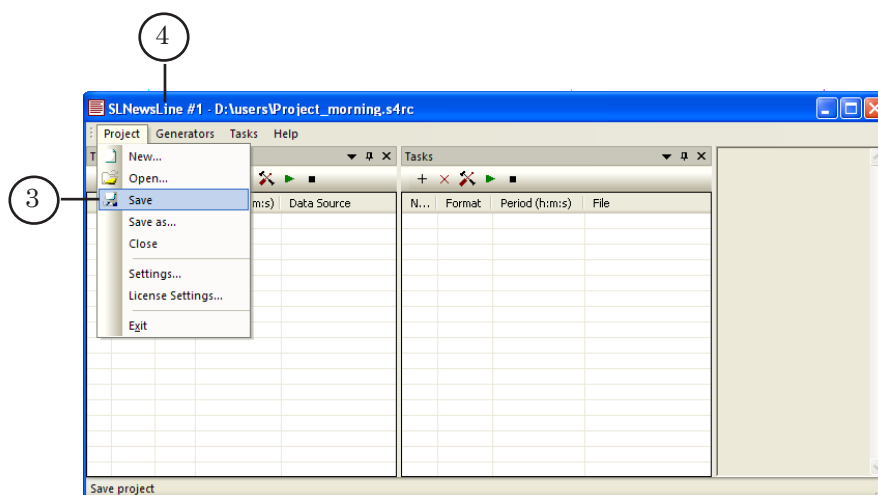 4
SLNewsLine #1 - D:\users\Project_morning.s4rc
Project Generators Tasks Help
T
Tasks
New...
Open...
3
Save
m:s) Data Source
N... Format Period (h:m:s) File
Save as...
Close
Settings...
License Settings...
Exit
Save project